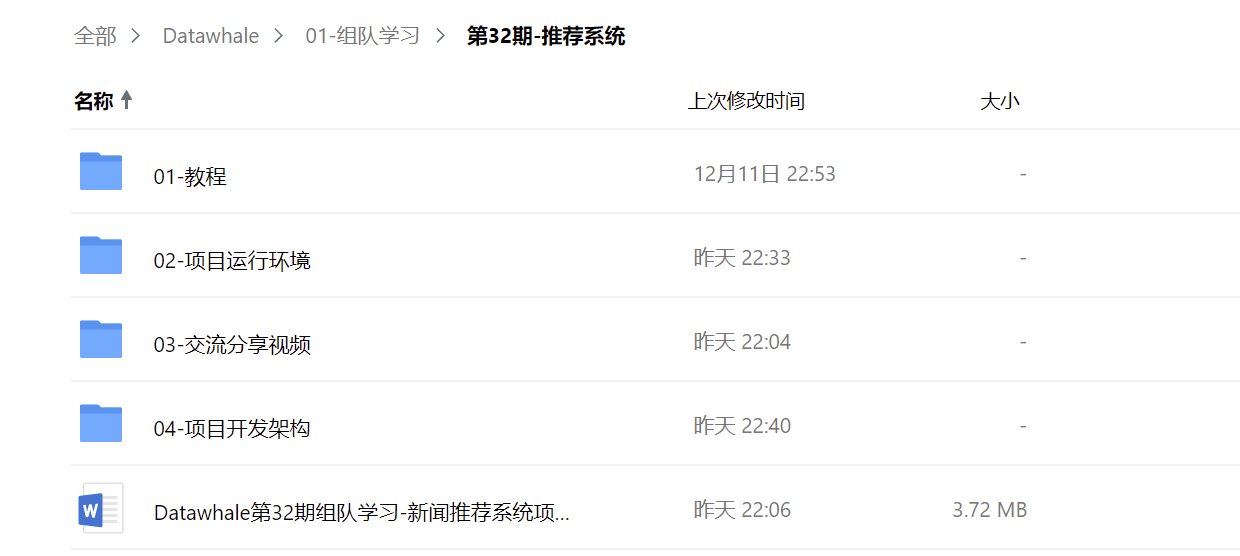 全部 > Datawhale > 01-组队学习 > 第32期-推荐系统
名称 ↑ 上次修改时间 大小
01-教程 12月11日 22:53 -
02-项目运行环境 昨天 22:33 -
03-交流分享视频 昨天 22:04 -
04-项目开发架构 昨天 22:40 -
W Datawhale第32期组队学习-新闻推荐系统项... 昨天 22:06 3.72 MB